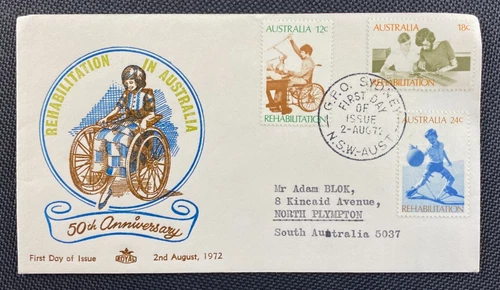 REHABILITATION IN AUSTRALIA
50th Anniversary
First Day of Issue
ROYAL
2nd August, 1972
AUSTRALIA 12c
REHABILITATION
AUSTRALIA 18c
REHABILITATION
AUSTRALIA 24c
REHABILITATION
G.P.O. SYDNEY
FIRST DAY
OF
ISSUE
2-AUG72
N.S.W-AUST
Mr Adam BLOK,
8 Kincaid Avenue,
NORTH PLYMPTON
South Australia 5037